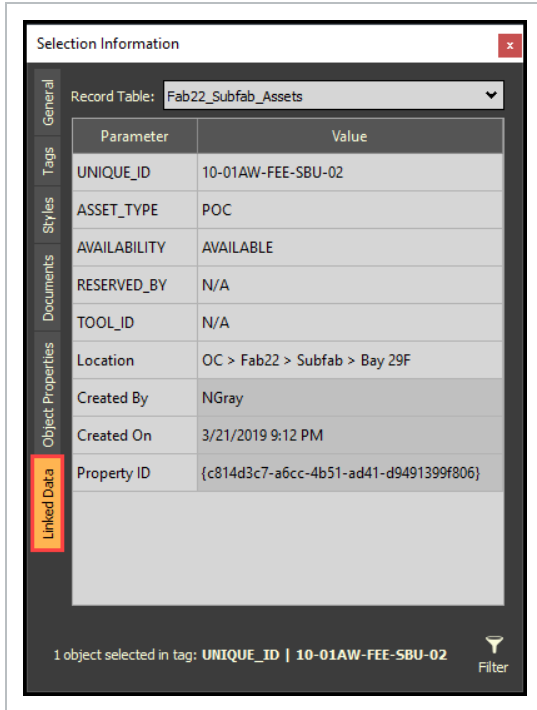 Selection Information
x
General
Tags
Styles
Documents
Object Properties
Linked Data
Record Table: Fab22_Subfab_Assets
Parameter Value
UNIQUE_ID 10-01AW-FEE-SBU-02
ASSET_TYPE POC
AVAILABILITY AVAILABLE
RESERVED_BY N/A
TOOL_ID N/A
Location OC > Fab22 > Subfab > Bay 29F
Created By NGray
Created On 3/21/2019 9:12 PM
Property ID {c814d3c7-a6cc-4b51-ad41-d9491399f806}
1 object selected in tag: UNIQUE_ID | 10-01AW-FEE-SBU-02
Filter